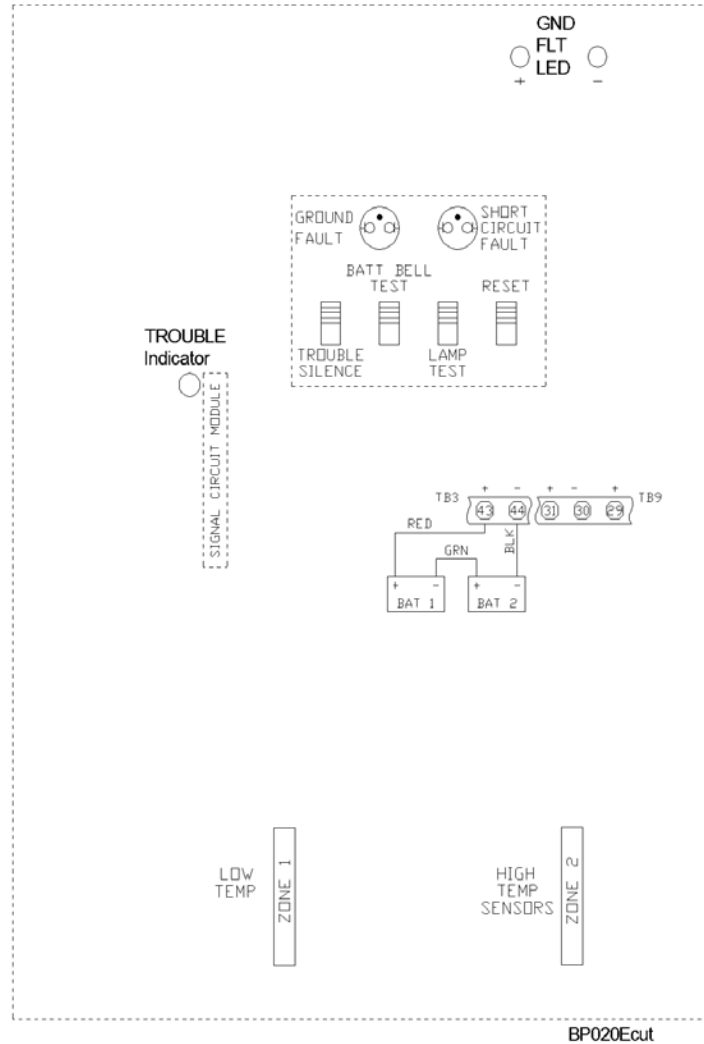 GND
FLT
LED
+ -
GROUND
FAULT
SHORT
CIRCUIT
FAULT
BATT BELL
TEST
RESET
TROUBLE
SILENCE
LAMP
TEST
TROUBLE
Indicator
SIGNAL CIRCUIT MODULE
+ - + - +
TB3 43 44 31 30 29 TB9
RED
GRN
BLK
+ - + -
BAT 1 BAT 2
LOW
TEMP
ZONE 1
HIGH
TEMP
SENSORS
ZONE 2
BP020Ecut